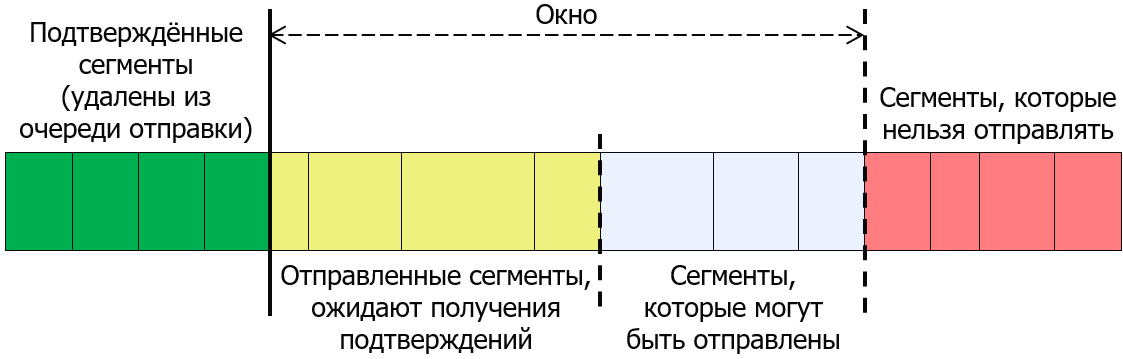 Окно
Подтверждённые
сегменты
(удалены из
очереди отправки)
Сегменты, которые
нельзя отправлять
Отправленные сегменты,
ожидают получения
подтверждений
Сегменты,
которые могут
быть отправлены